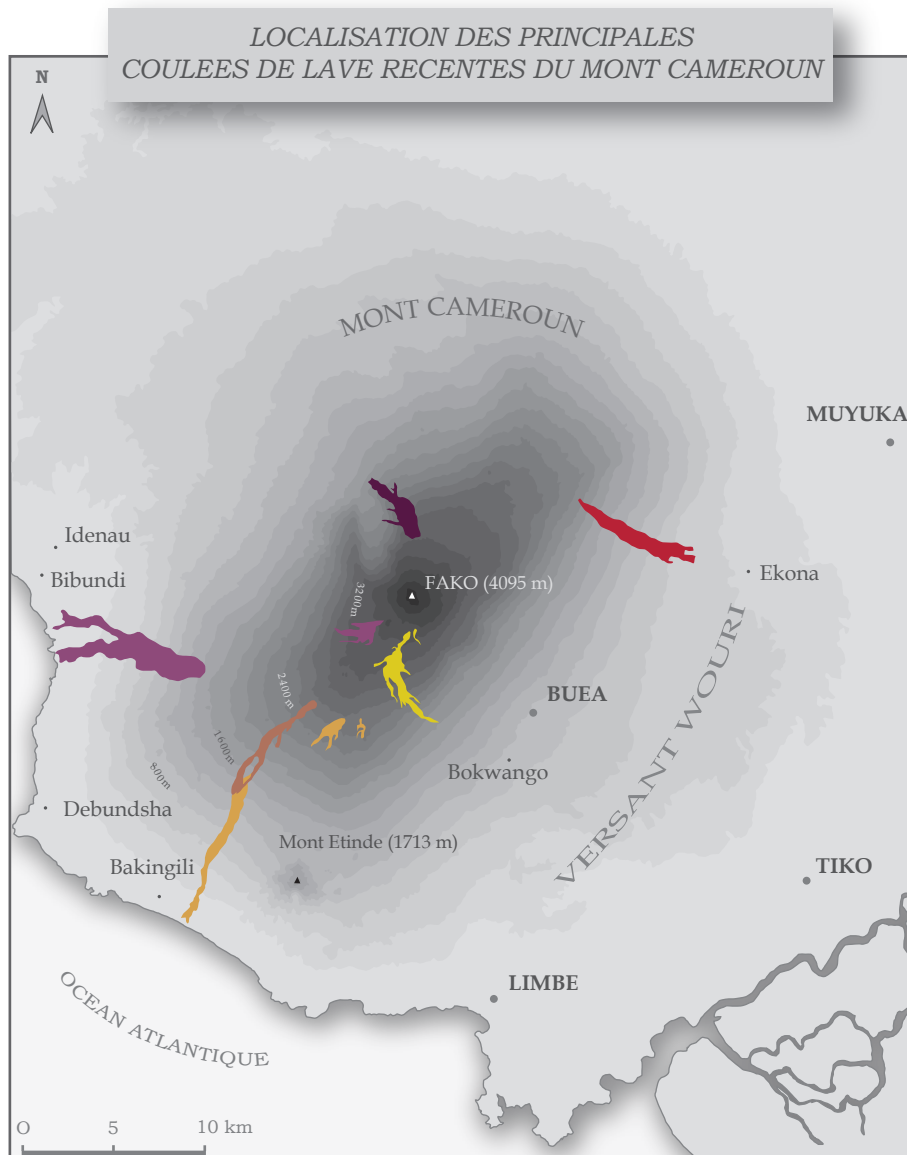 LOCALISATION DES PRINCIPALES
COULEES DE LAVE RECENTES DU MONT CAMEROUN
N
MONT CAMEROUN
MUYUKA
Idenau
Bibundi
FAKO (4095 m)
Ekona
3200m
2400 m
BUEA
1600m
Bokwango
800m
VERSANT WOURI
Debundsha
Mont Etinde (1713 m)
Bakingili
TIKO
LIMBE
OCEAN ATLANTIQUE
O 5 10 km